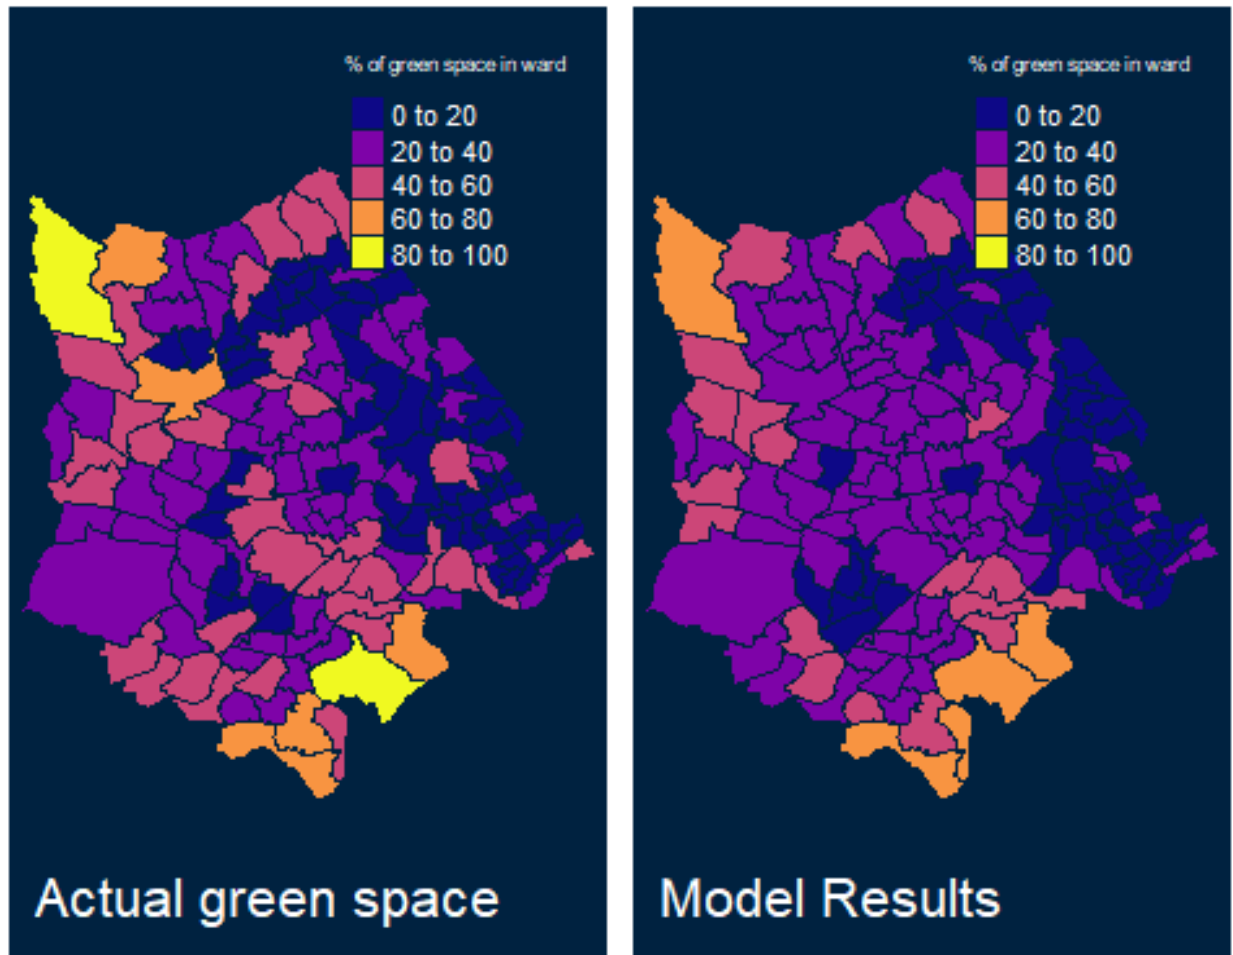 % of green space in ward
0 to 20
20 to 40
40 to 60
60 to 80
80 to 100
Actual green space
% of green space in ward
0 to 20
20 to 40
40 to 60
60 to 80
80 to 100
Model Results